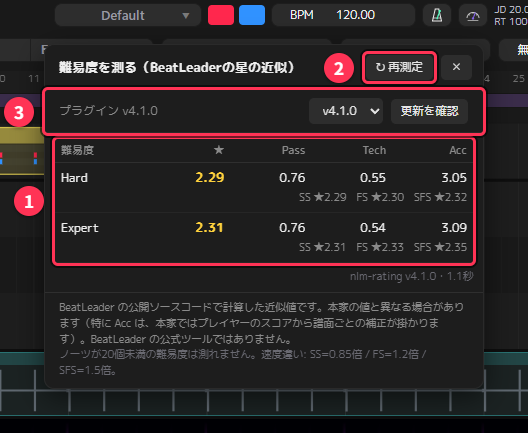 Default ▼ BPM 120.00 JD 20.0
RT 100
難易度を測る（BeatLeaderの星の近似） 2 ↻ 再測定 ×
0 11 24 25
3 プラグイン v4.1.0 v4.1.0 更新を確認
難易度 ★ Pass Tech Acc
1 Hard 2.29 0.76 0.55 3.05
SS ★2.29 FS ★2.30 SFS ★2.32
Expert 2.31 0.76 0.54 3.09
SS ★2.31 FS ★2.33 SFS ★2.35
nlm-rating v4.1.0・1.1秒
BeatLeader の公開ソースコードで計算した近似値です。本家の値と異なる場合があり
ます（特に Acc は、本家ではプレイヤーのスコアから譜面ごとの補正が掛かりま
す）。BeatLeader の公式ツールではありません。
ノーツが20個未満の難易度は測れません。速度違い: SS=0.85倍 / FS=1.2倍 /
SFS=1.5倍。